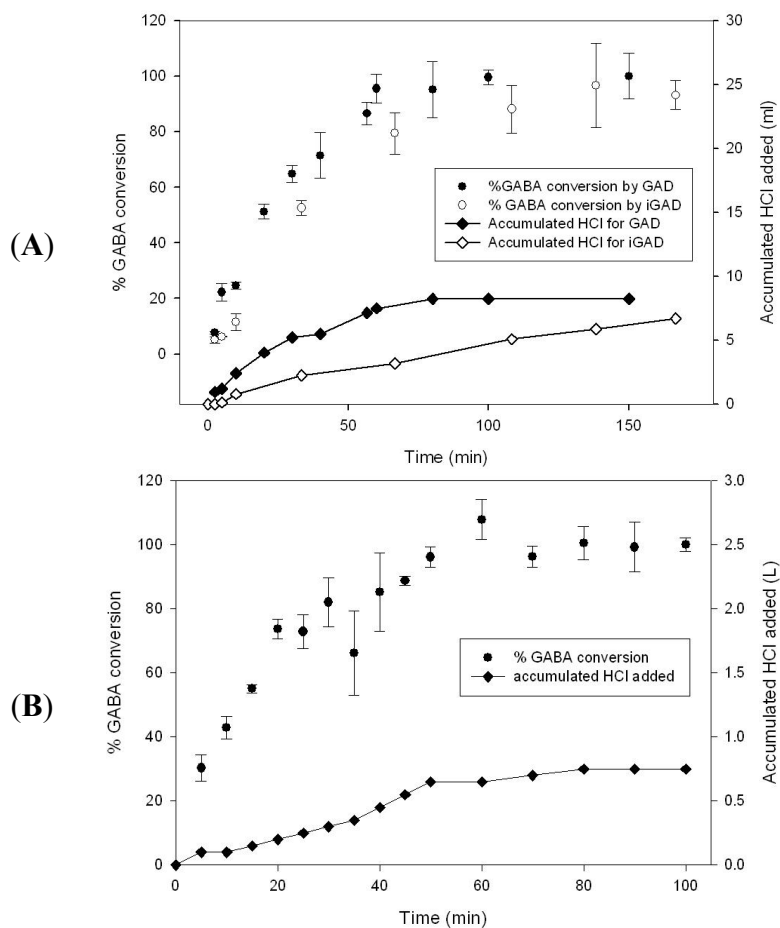 (A)
120
100
80
60
40
20
0
% GABA conversion
30
25
20
15
10
5
0
Accumulated HCl added (ml)
%GABA conversion by GAD
% GABA conversion by iGAD
Accumulated HCl for GAD
Accumulated HCl for iGAD
0 50 100 150
Time (min)
(B)
120
100
80
60
40
20
0
% GABA conversion
3.0
2.5
2.0
1.5
1.0
0.5
0.0
Accumulated HCl added (L)
% GABA conversion
accumulated HCl added
0 20 40 60 80 100
Time (min)